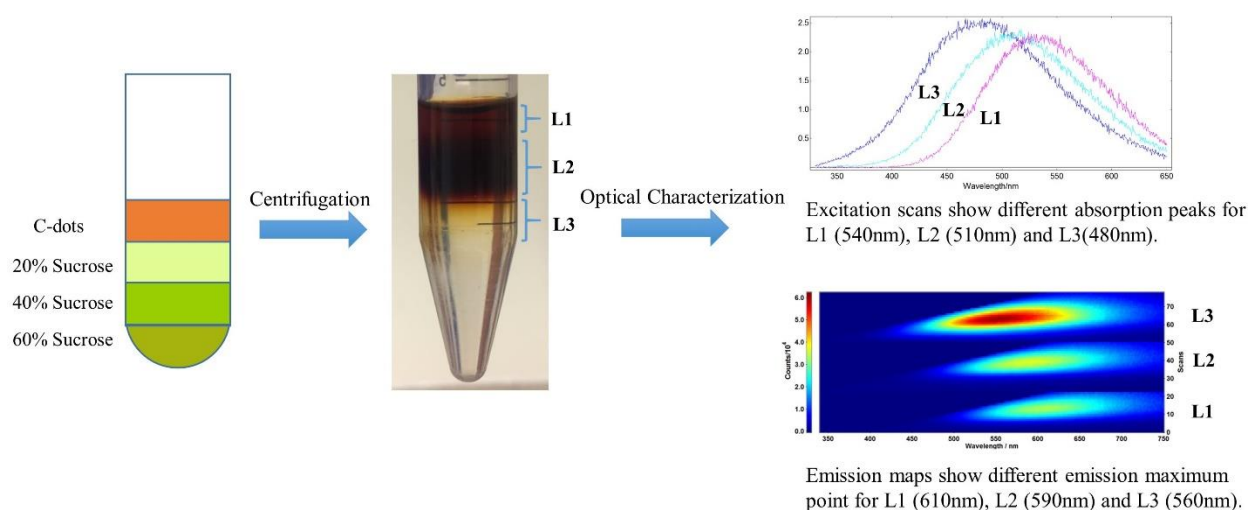 C-dots
20% Sucrose
40% Sucrose
60% Sucrose
Centrifugation
L1
L2
L3
Optical Characterization
2.5
2.0
1.5
1.0
0.5
L3
L2
L1
350 400 450 500 550 600 650
Wavelength/nm
Excitation scans show different absorption peaks for
L1 (540nm), L2 (510nm) and L3(480nm).
6.0
5.0
4.0
3.0
2.0
1.0
0.0
Counts/10⁴
70
60
50
40
30
20
10
0
Scans
L3
L2
L1
350 400 450 500 550 600 650 700 750
Wavelength / nm
Emission maps show different emission maximum
point for L1 (610nm), L2 (590nm) and L3 (560nm).